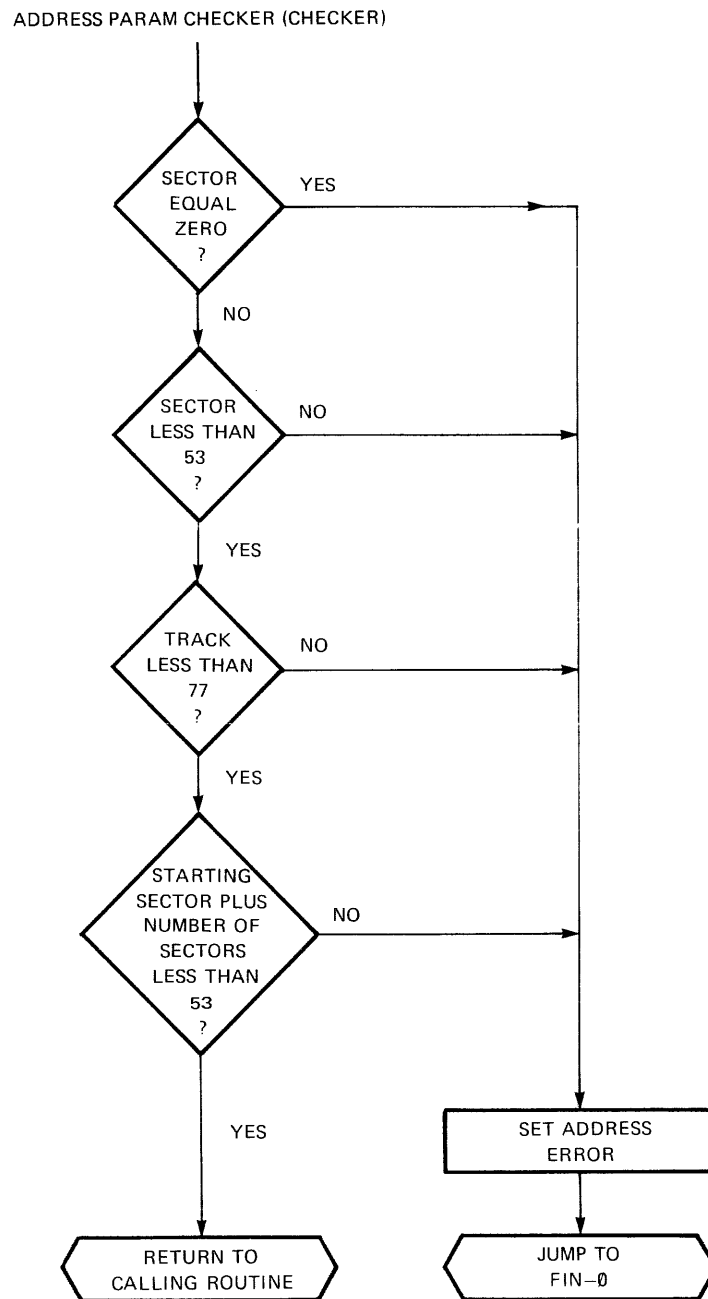 ADDRESS PARAM CHECKER (CHECKER)
SECTOR
EQUAL
ZERO
?
YES
NO
SECTOR
LESS THAN
53
?
NO
YES
TRACK
LESS THAN
77
?
NO
YES
STARTING
SECTOR PLUS
NUMBER OF
SECTORS
LESS THAN
53
?
NO
YES
SET ADDRESS
ERROR
RETURN TO
CALLING ROUTINE
JUMP TO
FIN–Ø